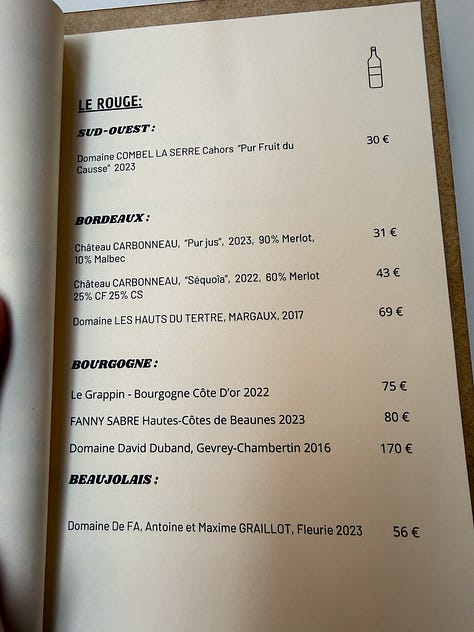 LE ROUGE:
SUD-OUEST:
Domaine COMBEL LA SERRE Cahors "Pur Fruit du 30 €
Causse" 2023
BORDEAUX:
Château CARBONNEAU, "Pur jus", 2023, 90% Merlot, 31 €
10% Malbec
Château CARBONNEAU, "Séquoïa", 2022, 60% Merlot 43 €
25% CF 25% CS
Domaine LES HAUTS DU TERTRE, MARGAUX, 2017 69 €
BOURGOGNE:
Le Grappin - Bourgogne Côte D'or 2022 75 €
FANNY SABRE Hautes-Côtes de Beaunes 2023 80 €
Domaine David Duband, Gevrey-Chambertin 2016 170 €
BEAUJOLAIS:
Domaine De FA, Antoine et Maxime GRAILLOT, Fleurie 2023 56 €